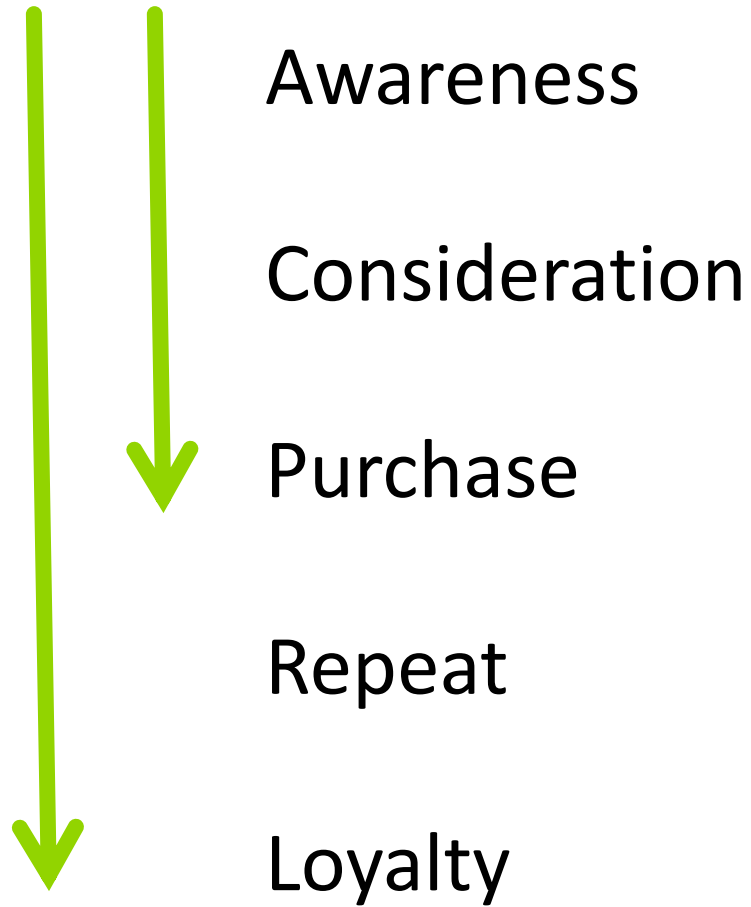 Awareness
Consideration
Purchase
Repeat
Loyalty